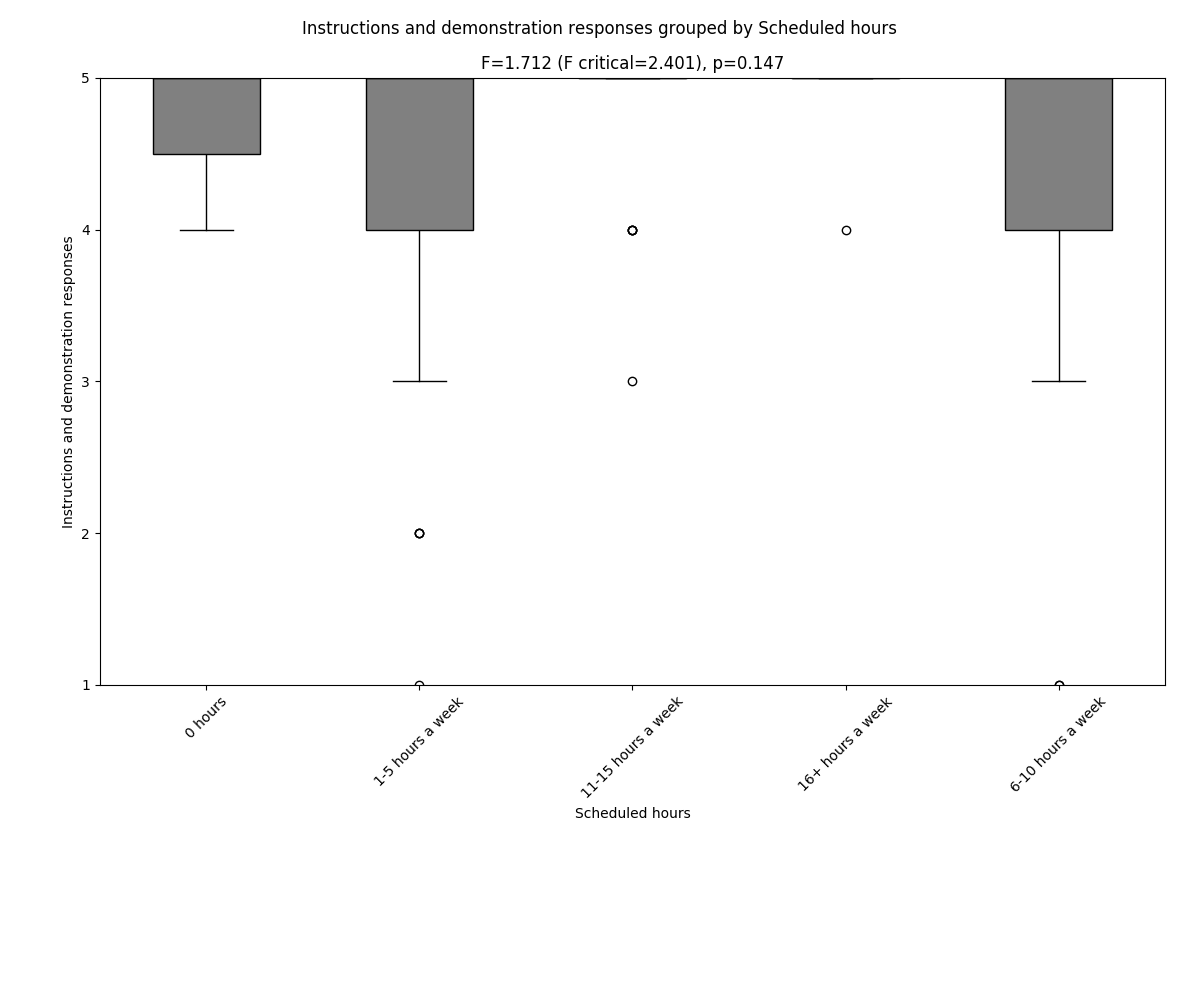 Instructions and demonstration responses grouped by Scheduled hours
F=1.712 (F critical=2.401), p=0.147
Instructions and demonstration responses
5
4
3
2
1
0 hours
1-5 hours a week
11-15 hours a week
16+ hours a week
6-10 hours a week
Scheduled hours